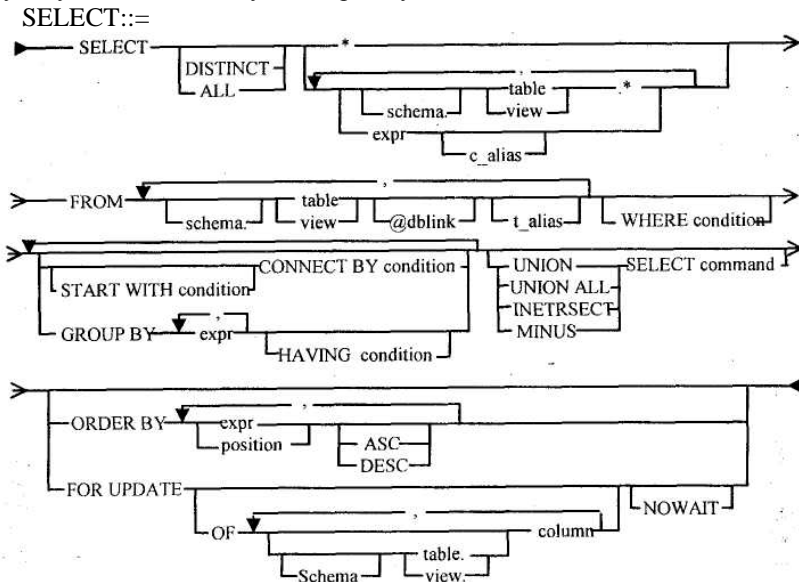 SELECT::=
SELECT DISTINCT ALL *
,
schema. table view .*
expr c_alias
FROM , schema. table view @dblink t_alias WHERE condition
START WITH condition CONNECT BY condition
GROUP BY , expr HAVING condition
UNION UNION ALL INETRSECT MINUS SELECT command
ORDER BY , expr position ASC DESC
FOR UPDATE OF , Schema table. view. column NOWAIT